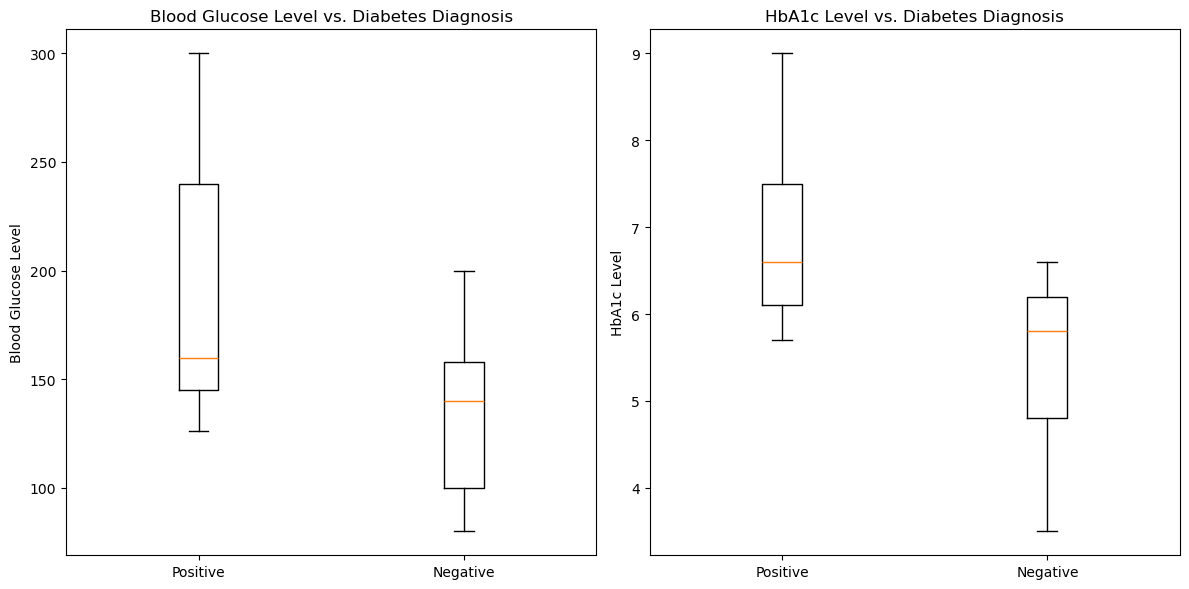 Blood Glucose Level vs. Diabetes Diagnosis
Blood Glucose Level
300
250
200
150
100
Positive
Negative
HbA1c Level vs. Diabetes Diagnosis
HbA1c Level
9
8
7
6
5
4
Positive
Negative